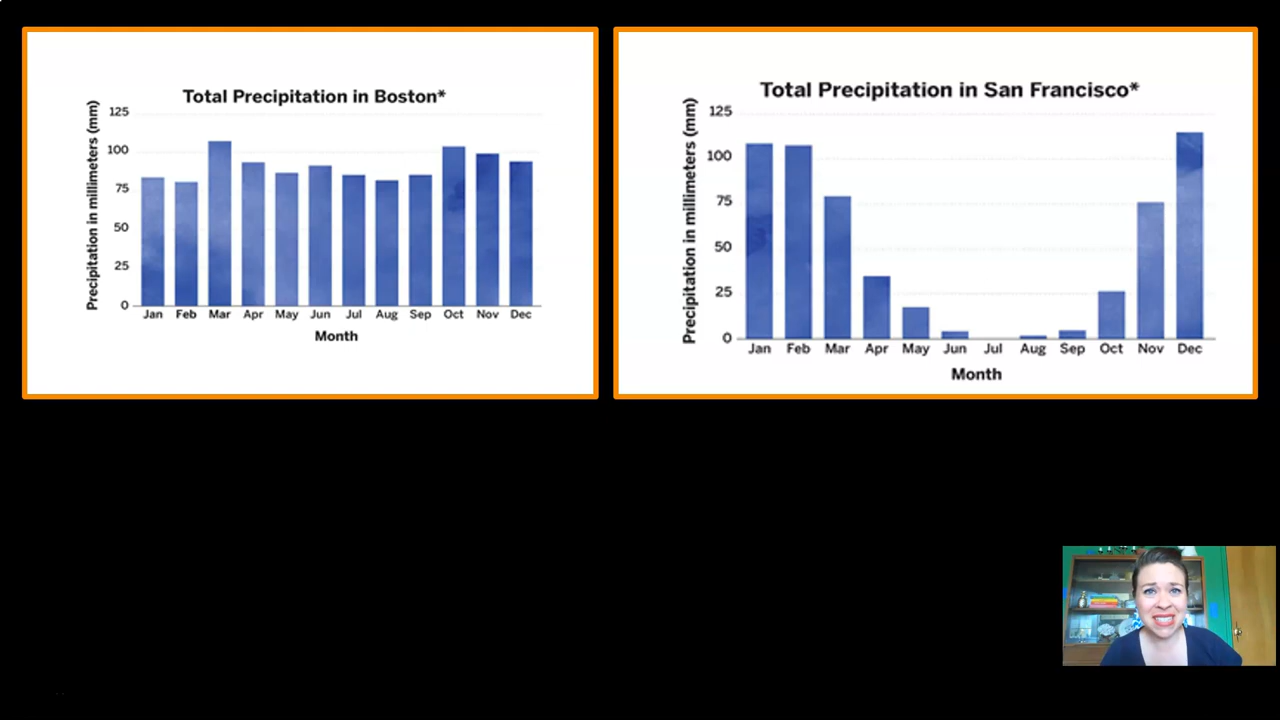 Total Precipitation in Boston*
Precipitation in millimeters (mm)
125
100
75
50
25
0
Jan Feb Mar Apr May Jun Jul Aug Sep Oct Nov Dec
Month
Total Precipitation in San Francisco*
Precipitation in millimeters (mm)
125
100
75
50
25
0
Jan Feb Mar Apr May Jun Jul Aug Sep Oct Nov Dec
Month